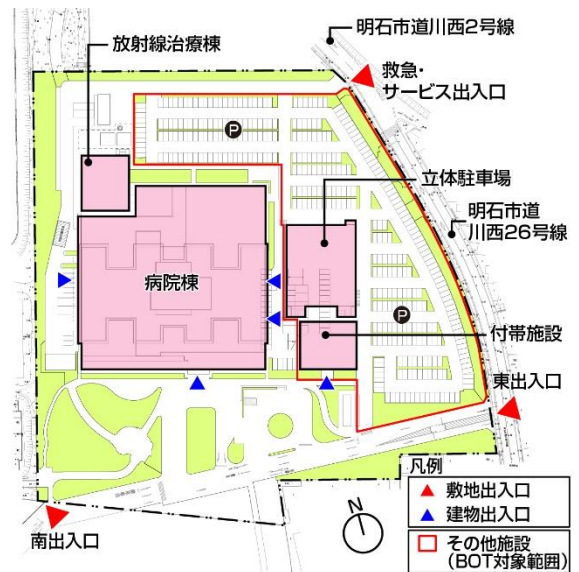 放射線治療棟
明石市道川西2号線
救急・
サービス出入口
P
立体駐車場
明石市道
川西26号線
病院棟
P
付帯施設
東出入口
南出入口
N
凡例
敷地出入口
建物出入口
その他施設
(BOT対象範囲)